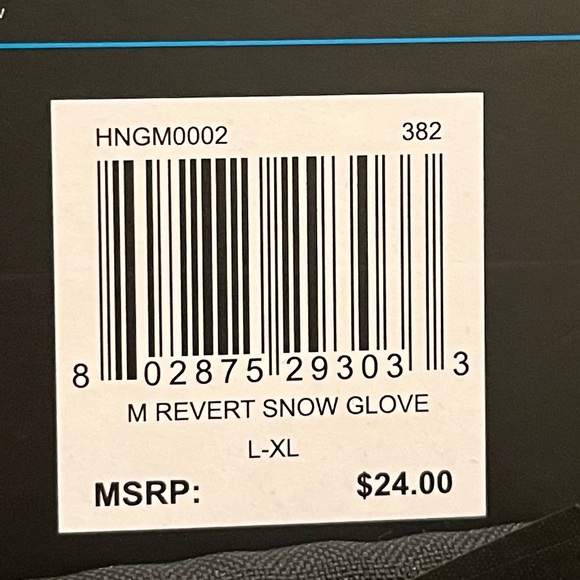 HNGM0002 382
8 02875 29303 3
M REVERT SNOW GLOVE
L-XL
MSRP: $24.00